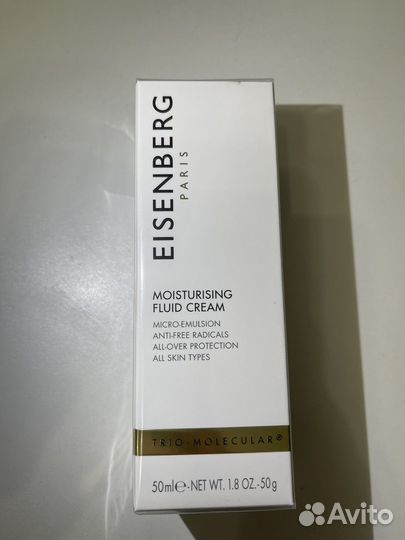 EISENBERG
PARIS
MOISTURISING
FLUID CREAM
MICRO-EMULSION
ANTI-FREE RADICALS
ALL-OVER PROTECTION
ALL SKIN TYPES
TRIO-MOLECULAR®
50ml℮-NET WT. 1.8 OZ.-50g
Avito